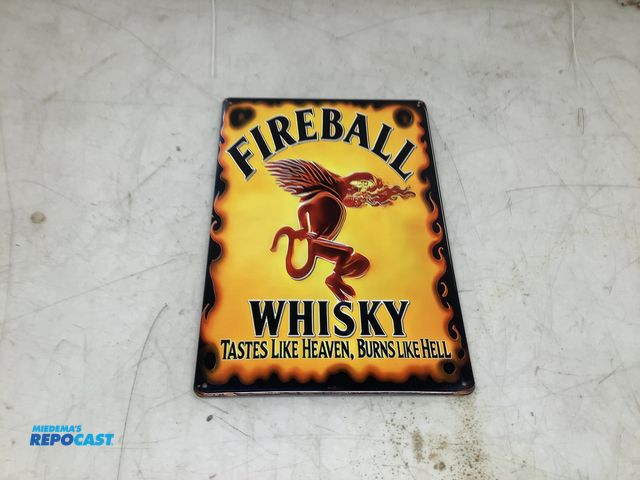 FIREBALL
WHISKY
TASTES LIKE HEAVEN, BURNS LIKE HELL
MIEDEMA'S
REPOCAST